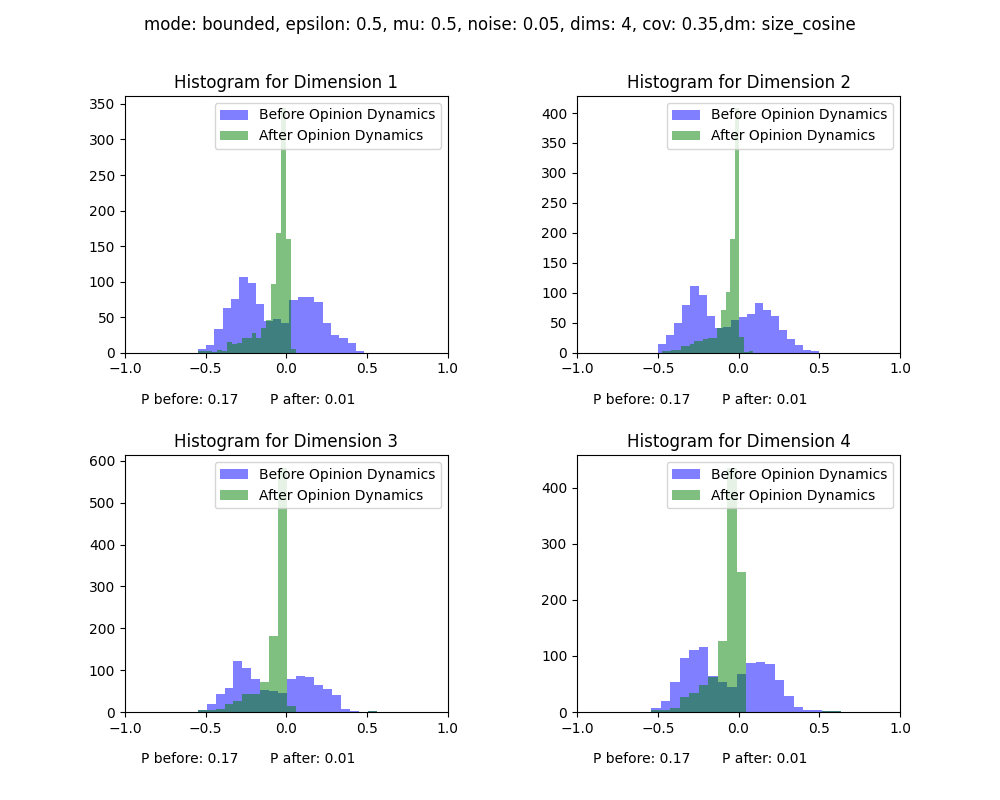 mode: bounded, epsilon: 0.5, mu: 0.5, noise: 0.05, dims: 4, cov: 0.35,dm: size_cosine
Histogram for Dimension 1
Before Opinion Dynamics
After Opinion Dynamics
350
300
250
200
150
100
50
0
−1.0 −0.5 0.0 0.5 1.0
P before: 0.17 P after: 0.01
Histogram for Dimension 2
Before Opinion Dynamics
After Opinion Dynamics
400
350
300
250
200
150
100
50
0
−1.0 −0.5 0.0 0.5 1.0
P before: 0.17 P after: 0.01
Histogram for Dimension 3
Before Opinion Dynamics
After Opinion Dynamics
600
500
400
300
200
100
0
−1.0 −0.5 0.0 0.5 1.0
P before: 0.17 P after: 0.01
Histogram for Dimension 4
Before Opinion Dynamics
After Opinion Dynamics
400
300
200
100
0
−1.0 −0.5 0.0 0.5 1.0
P before: 0.17 P after: 0.01